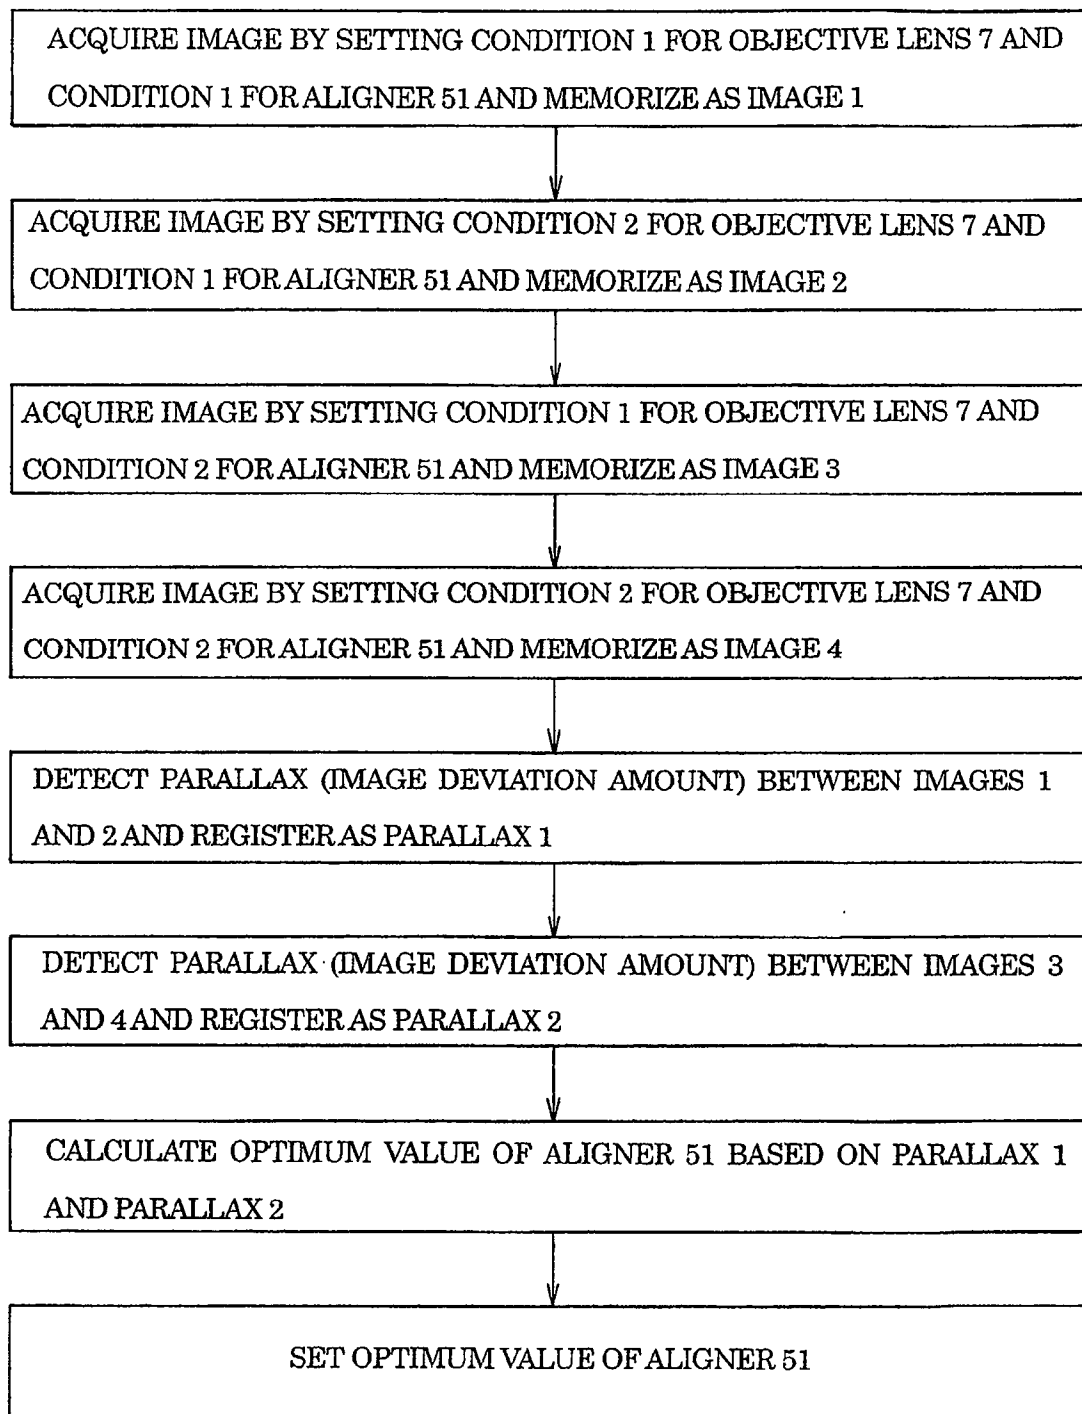 ACQUIRE IMAGE BY SETTING CONDITION 1 FOR OBJECTIVE LENS 7 AND
CONDITION 1 FOR ALIGNER 51 AND MEMORIZE AS IMAGE 1
ACQUIRE IMAGE BY SETTING CONDITION 2 FOR OBJECTIVE LENS 7 AND
CONDITION 1 FOR ALIGNER 51 AND MEMORIZE AS IMAGE 2
ACQUIRE IMAGE BY SETTING CONDITION 1 FOR OBJECTIVE LENS 7 AND
CONDITION 2 FOR ALIGNER 51 AND MEMORIZE AS IMAGE 3
ACQUIRE IMAGE BY SETTING CONDITION 2 FOR OBJECTIVE LENS 7 AND
CONDITION 2 FOR ALIGNER 51 AND MEMORIZE AS IMAGE 4
DETECT PARALLAX (IMAGE DEVIATION AMOUNT) BETWEEN IMAGES 1
AND 2 AND REGISTER AS PARALLAX 1
DETECT PARALLAX (IMAGE DEVIATION AMOUNT) BETWEEN IMAGES 3
AND 4 AND REGISTER AS PARALLAX 2
CALCULATE OPTIMUM VALUE OF ALIGNER 51 BASED ON PARALLAX 1
AND PARALLAX 2
SET OPTIMUM VALUE OF ALIGNER 51